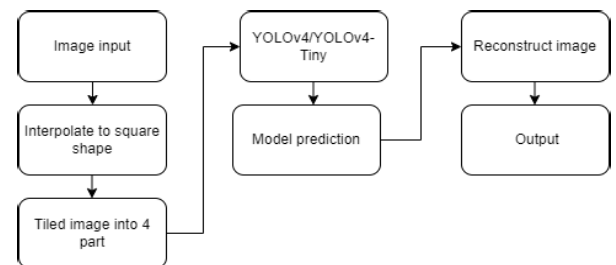 Image input
Interpolate to square
shape
Tiled image into 4
part
YOLOv4/YOLOv4-
Tiny
Model prediction
Reconstruct image
Output